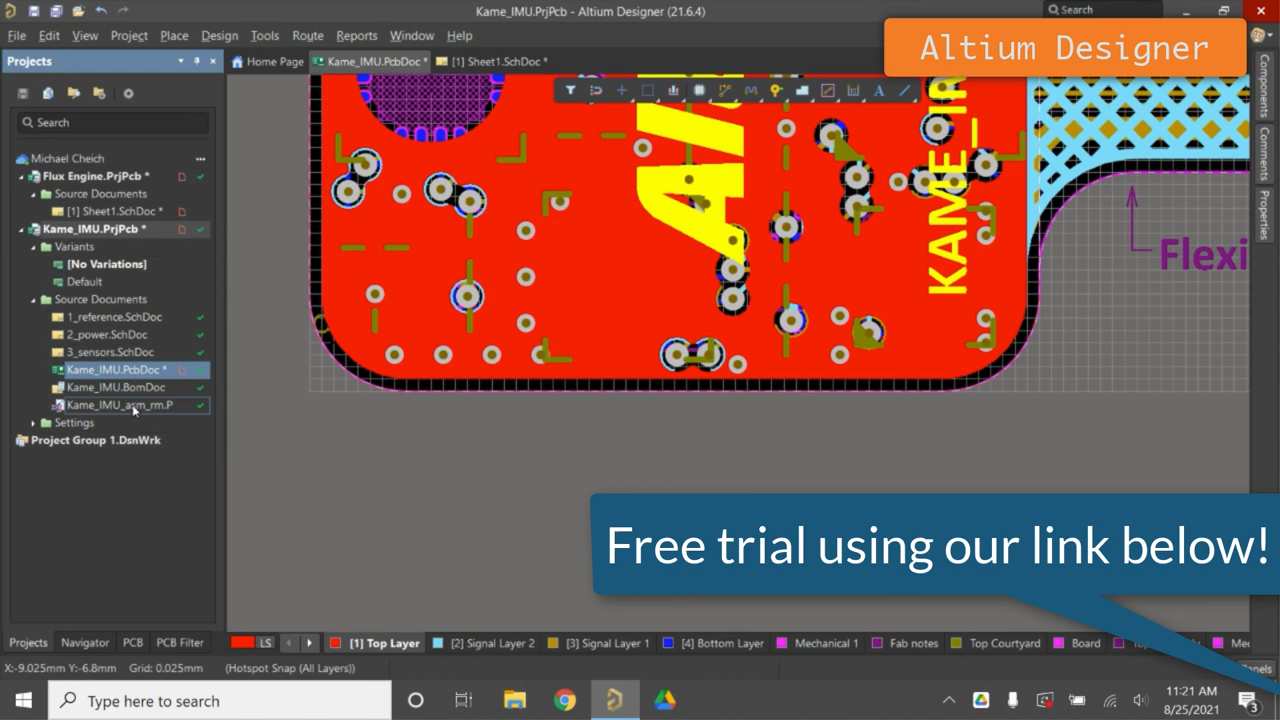 Kame_IMU.PrjPcb - Altium Designer (21.6.4)
Search
File Edit View Project Place Design Tools Route Reports Window Help
Altium Designer
Projects
Home Page
Kame_IMU.PcbDoc *
[1] Sheet1.SchDoc *
Components
Comments
Properties
Search
Michael Cheich
Flux Engine.PrjPcb *
Source Documents
[1] Sheet1.SchDoc *
Kame_IMU.PrjPcb *
Variants
[No Variations]
Default
Source Documents
1_reference.SchDoc
2_power.SchDoc
3_sensors.SchDoc
Kame_IMU.PcbDoc *
Kame_IMU.BomDoc
Kame_IMU_asm_rm.P
Settings
Project Group 1.DsnWrk
KAME_IM
Flexi
Free trial using our link below!
Projects Navigator PCB PCB Filter
LS
[1] Top Layer
[2] Signal Layer 2
[3] Signal Layer 1
[4] Bottom Layer
Mechanical 1
Fab notes
Top Courtyard
Board
Me
X:-9.025mm Y:-6.8mm Grid: 0.025mm (Hotspot Snap (All Layers))
anels
Type here to search
11:21 AM
8/25/2021
3